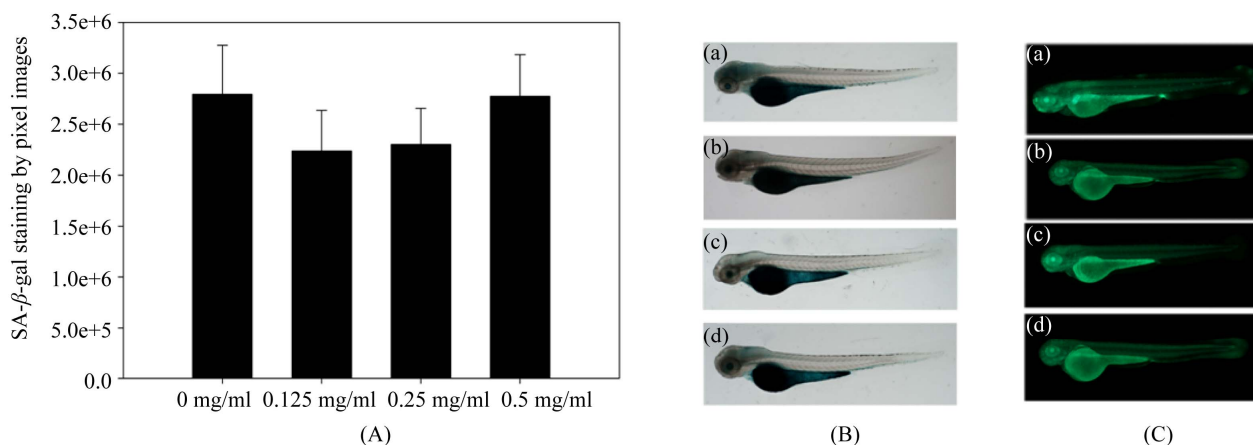 SA-β-gal staining by pixel images
3.5e+6
3.0e+6
2.5e+6
2.0e+6
1.5e+6
1.0e+6
5.0e+5
0.0
0 mg/ml 0.125 mg/ml 0.25 mg/ml 0.5 mg/ml
(A)
(a)
(b)
(c)
(d)
(B)
(a)
(b)
(c)
(d)
(C)